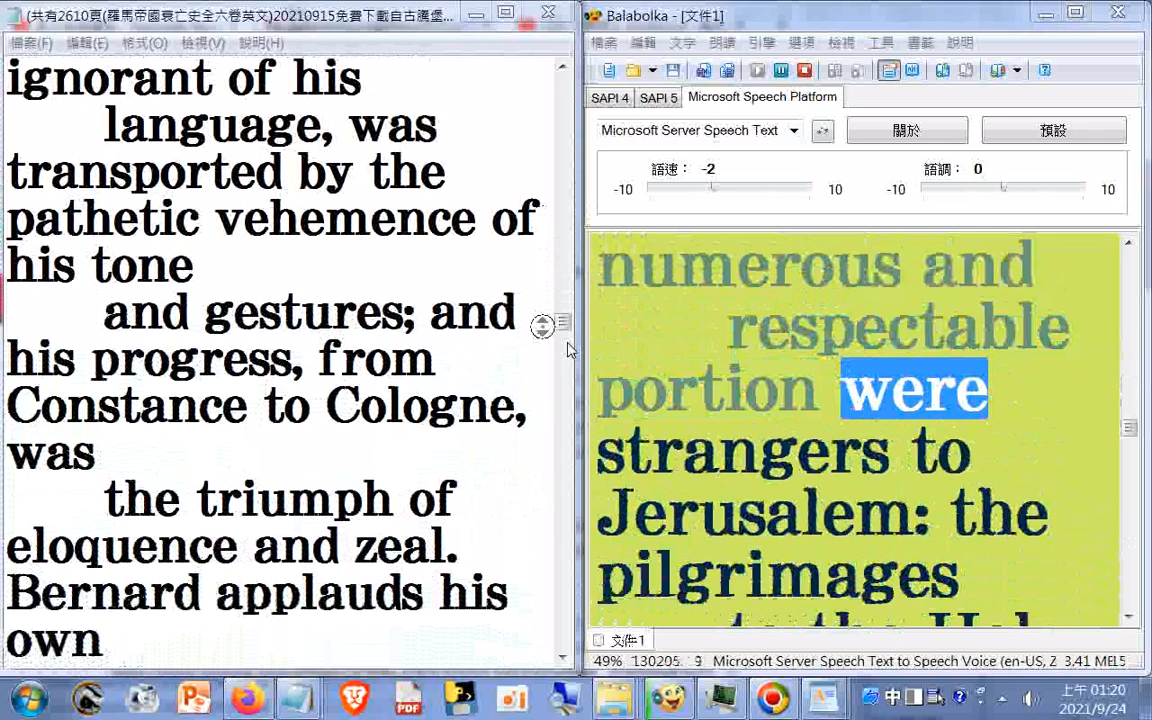 (共有2610頁(羅馬帝國衰亡史全六卷英文)20210915免費下載自古騰堡...
檔案(F) 編輯(E) 格式(O) 檢視(V) 說明(H)
ignorant of his
language, was
transported by the
pathetic vehemence of
his tone
and gestures; and
his progress, from
Constance to Cologne,
was
the triumph of
eloquence and zeal.
Bernard applauds his
own
Balabolka - [文件1]
檔案 編輯 文字 朗讀 引擎 選項 檢視 工具 書籤 說明
SAPI 4 SAPI 5 Microsoft Speech Platform
Microsoft Server Speech Text 關於 預設
語速： -2 語調： 0
-10 10 -10 10
numerous and
respectable
portion were
strangers to
Jerusalem: the
pilgrimages
文件1
49% 130205. 9 Microsoft Server Speech Text to Speech Voice (en-US, Z 3.41 ME
中
上午 01:20
2021/9/24